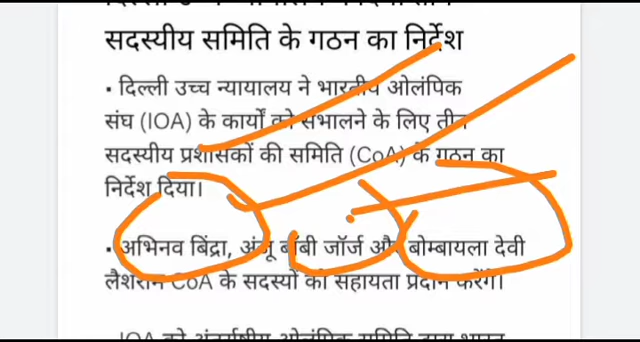 सदस्यीय समिति के गठन का निर्देश
• दिल्ली उच्च न्यायालय ने भारतीय ओलंपिक
संघ (IOA) के कार्यों को संभालने के लिए तीन
सदस्यीय प्रशासकों की समिति (CoA) के गठन का
निर्देश दिया।
• अभिनव बिंद्रा, अंजू बॉबी जॉर्ज और बोम्बायला देवी
लैशराम CoA के सदस्यों को सहायता प्रदान करेंगी।